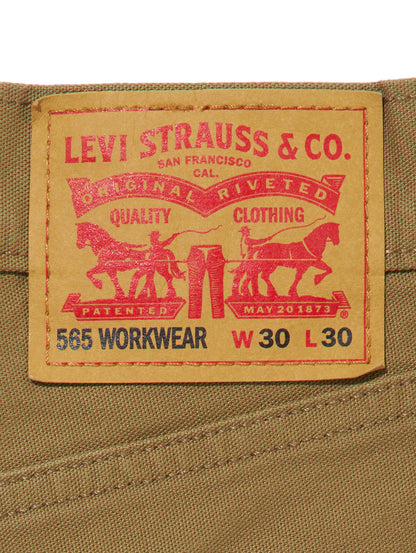 LEVI STRAUSS & CO.
SAN FRANCISCO
CAL.
ORIGINAL RIVETED
QUALITY CLOTHING
PATENTED MAY 20 1873 ®
565 WORKWEAR W 30 L 30